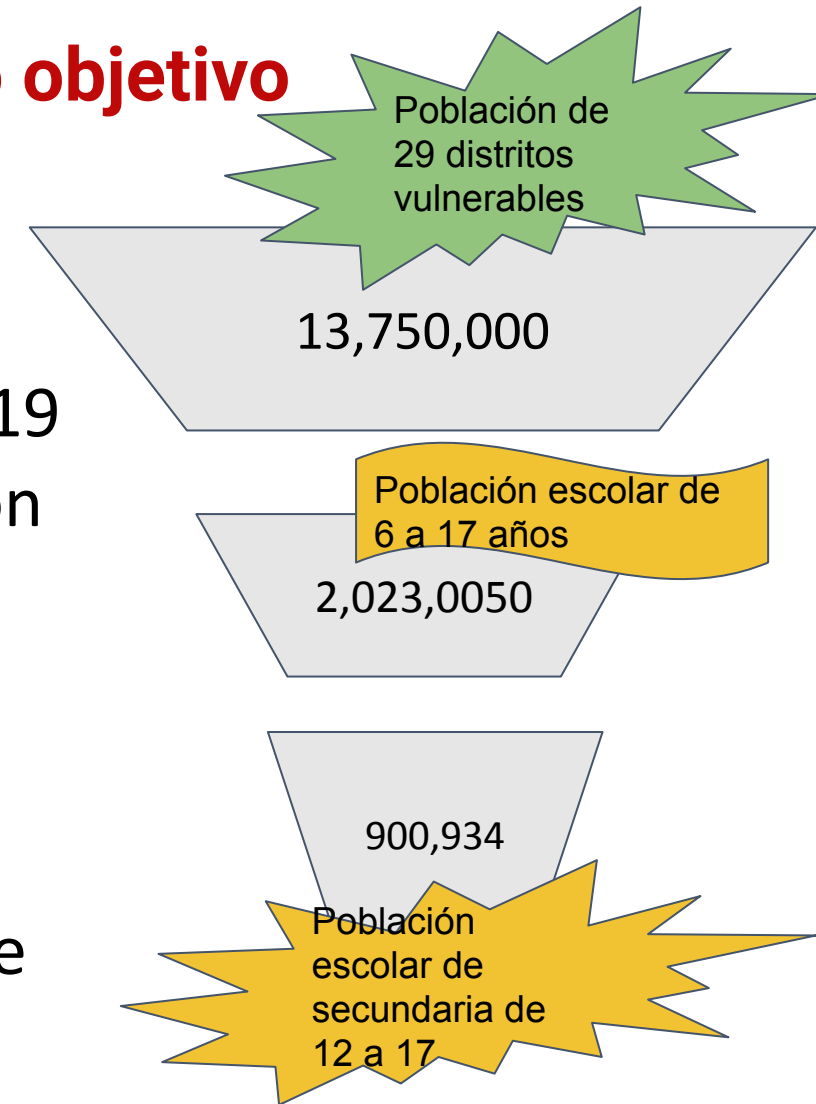 o objetivo
Población de
29 distritos
vulnerables
13,750,000
19
ón
Población escolar de
6 a 17 años
2,023,0050
900,934
e
Población
escolar de
secundaria de
12 a 17